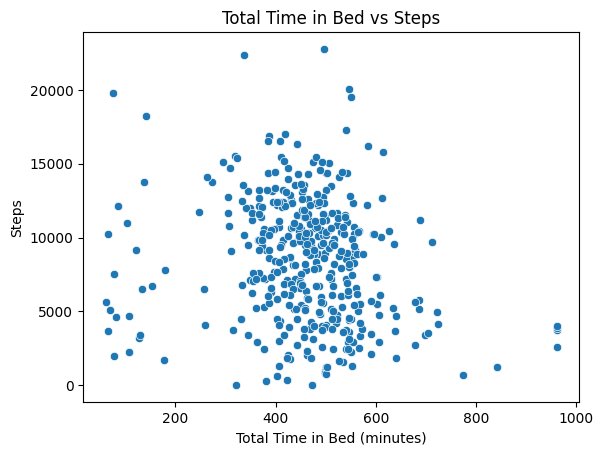 Total Time in Bed vs Steps
Steps
20000
15000
10000
5000
0
200 400 600 800 1000
Total Time in Bed (minutes)